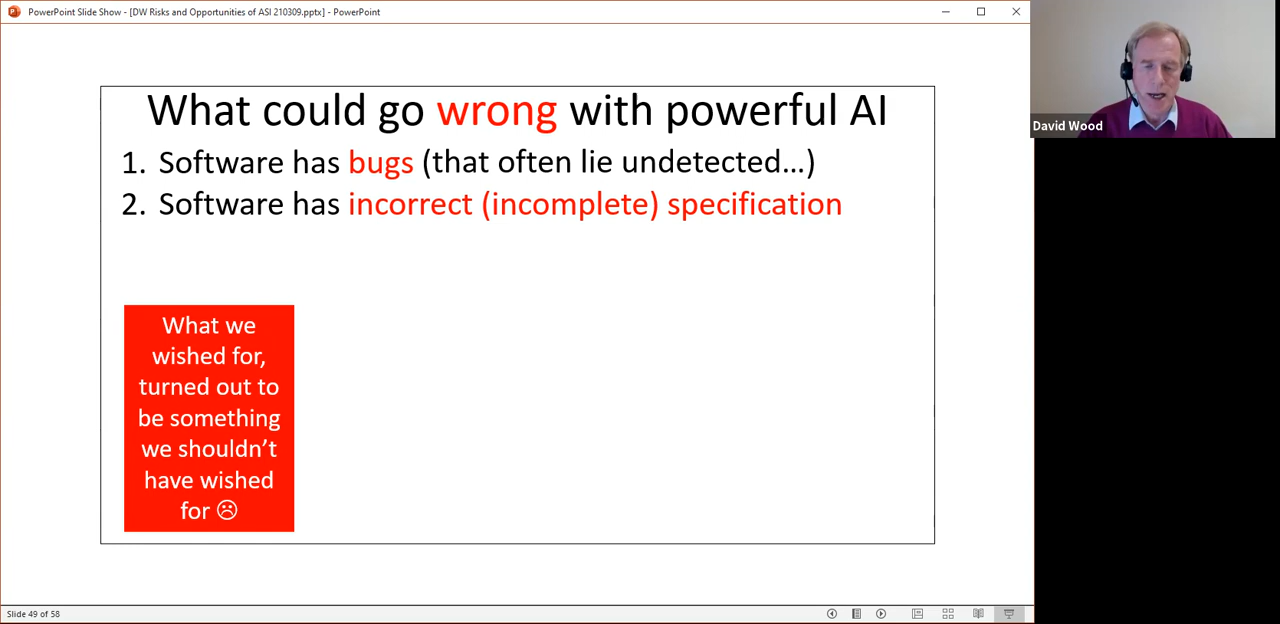 PowerPoint Slide Show - [DW Risks and Opportunities of ASI 210309.pptx] - PowerPoint
David Wood
What could go wrong with powerful AI
1. Software has bugs (that often lie undetected...)
2. Software has incorrect (incomplete) specification
What we
wished for,
turned out to
be something
we shouldn't
have wished
for ☹
Slide 49 of 58